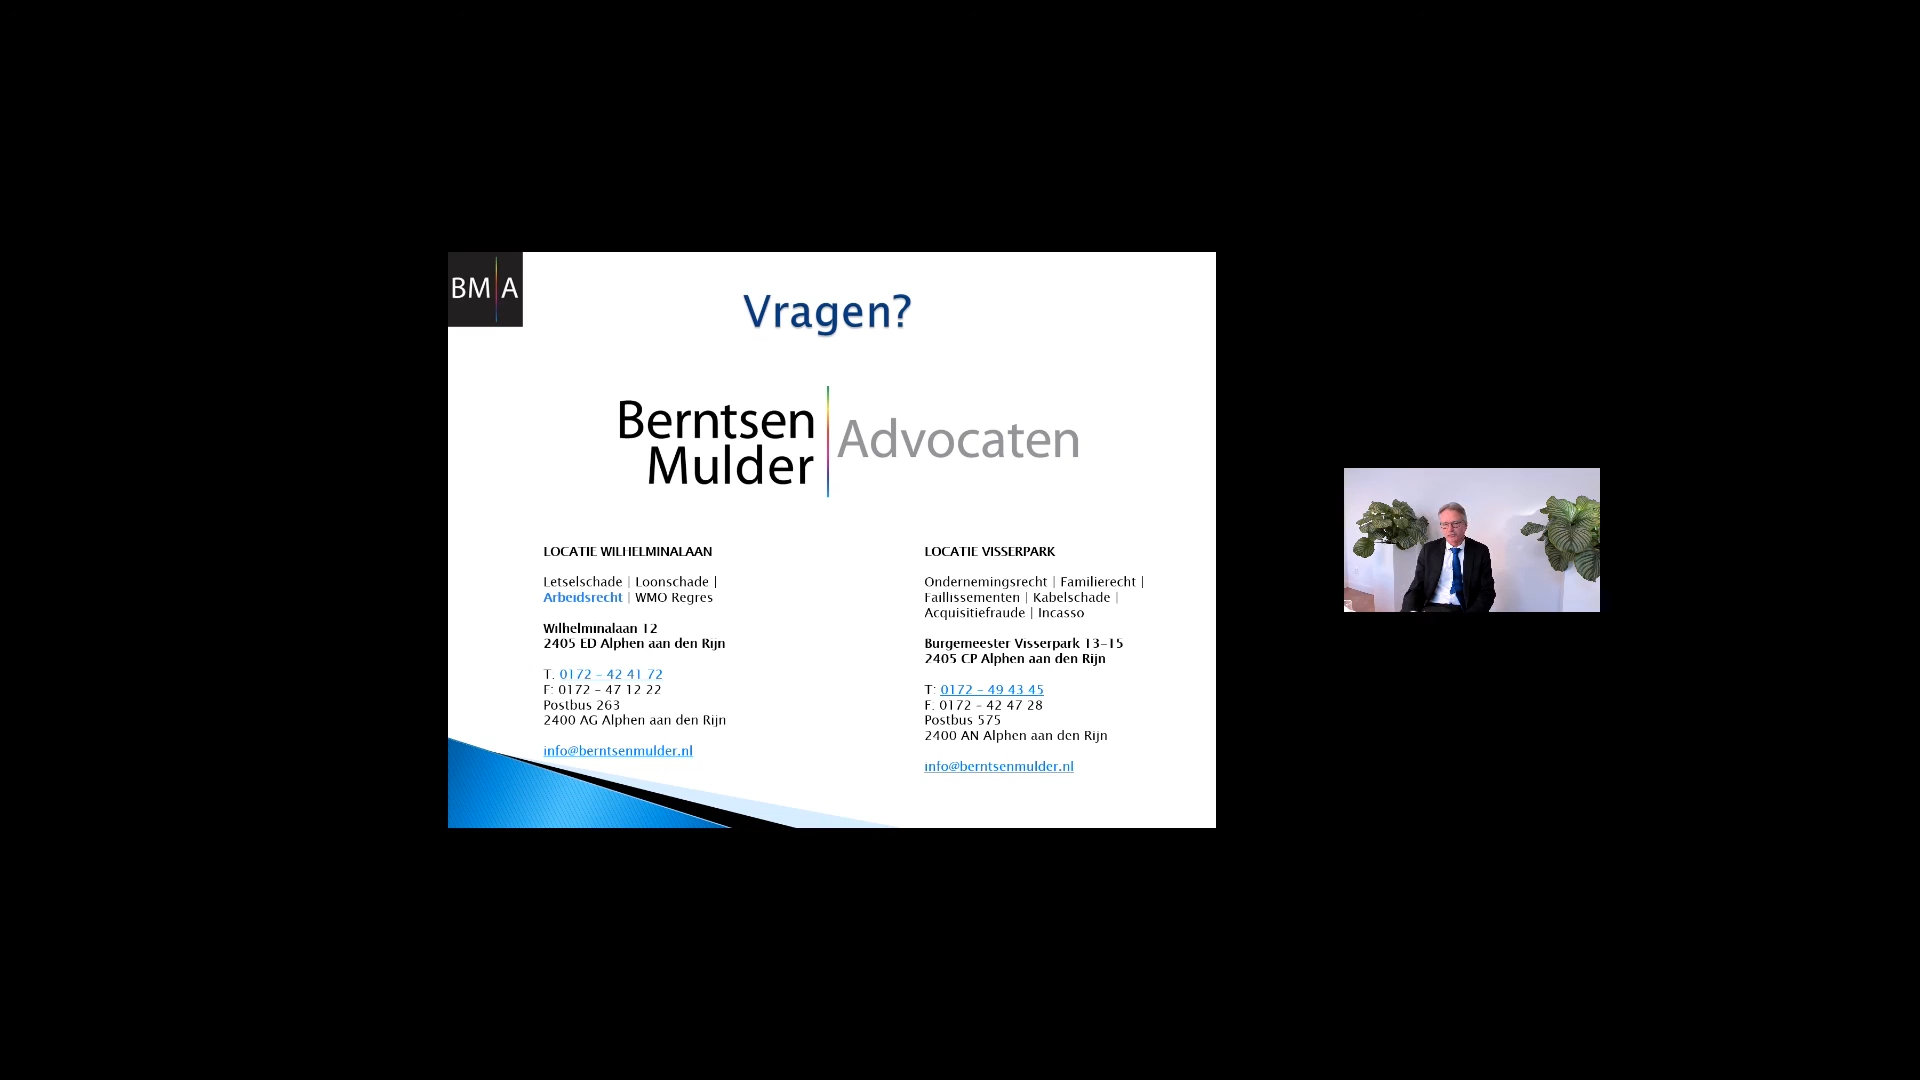 BM|A
Vragen?
Berntsen
Mulder
Advocaten
LOCATIE WILHELMINALAAN
Letselschade | Loonschade |
Arbeidsrecht | WMO Regres
Wilhelminalaan 12
2405 ED Alphen aan den Rijn
T. 0172 – 42 41 72
F: 0172 – 47 12 22
Postbus 263
2400 AG Alphen aan den Rijn
info@berntsenmulder.nl
LOCATIE VISSERPARK
Ondernemingsrecht | Familierecht |
Faillissementen | Kabelschade |
Acquisitiefraude | Incasso
Burgemeester Visserpark 13–15
2405 CP Alphen aan den Rijn
T: 0172 – 49 43 45
F. 0172 – 42 47 28
Postbus 575
2400 AN Alphen aan den Rijn
info@berntsenmulder.nl